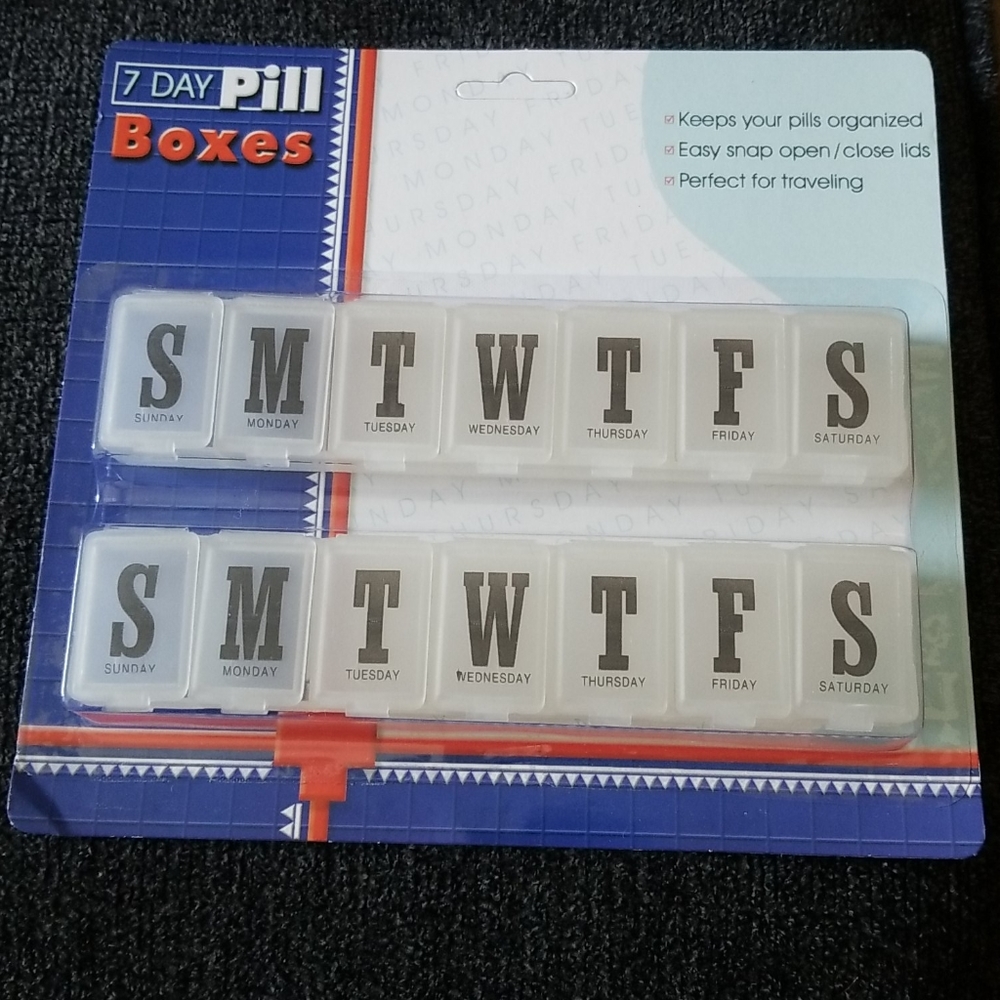 7 DAY Pill
Boxes
Keeps your pills organized
Easy snap open/close lids
Perfect for traveling
S M T W T F S
SUNDAY MONDAY TUESDAY WEDNESDAY THURSDAY FRIDAY SATURDAY
S M T W T F S
SUNDAY MONDAY TUESDAY WEDNESDAY THURSDAY FRIDAY SATURDAY